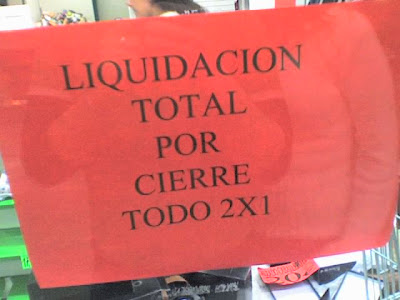 LIQUIDACION
TOTAL
POR
CIERRE
TODO 2X1